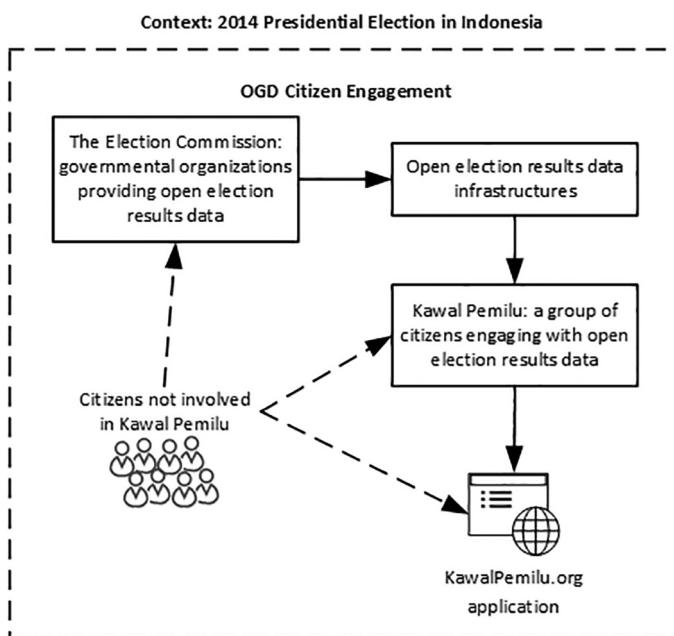 Context: 2014 Presidential Election in Indonesia
OGD Citizen Engagement
The Election Commission:
governmental organizations
providing open election
results data
Open election results data
infrastructures
Kawal Pemilu: a group of
citizens engaging with open
election results data
Citizens not involved
in Kawal Pemilu
KawalPemilu.org
application